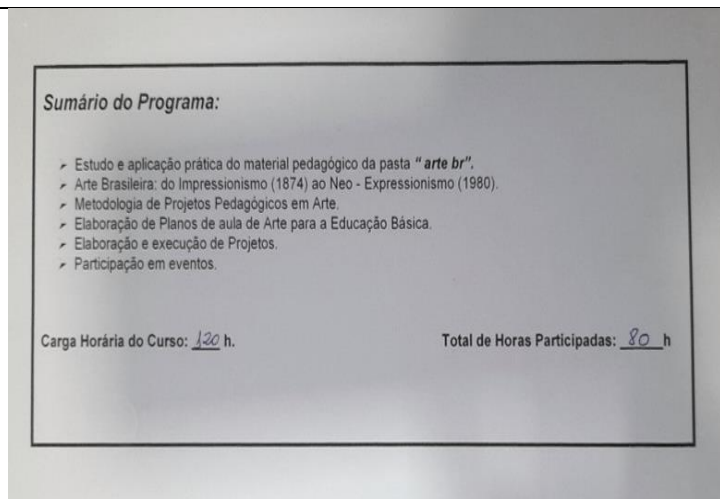 Sumário do Programa:
➢ Estudo e aplicação prática do material pedagógico da pasta “ arte br”.
➢ Arte Brasileira: do Impressionismo (1874) ao Neo - Expressionismo (1980).
➢ Metodologia de Projetos Pedagógicos em Arte.
➢ Elaboração de Planos de aula de Arte para a Educação Básica.
➢ Elaboração e execução de Projetos.
➢ Participação em eventos.
Carga Horária do Curso: 120 h. Total de Horas Participadas: 80 h